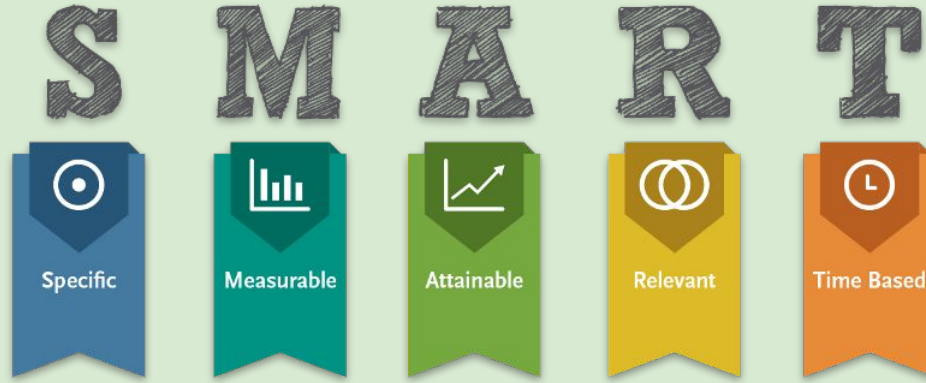 S M A R T
Specific
Measurable
Attainable
Relevant
Time Based